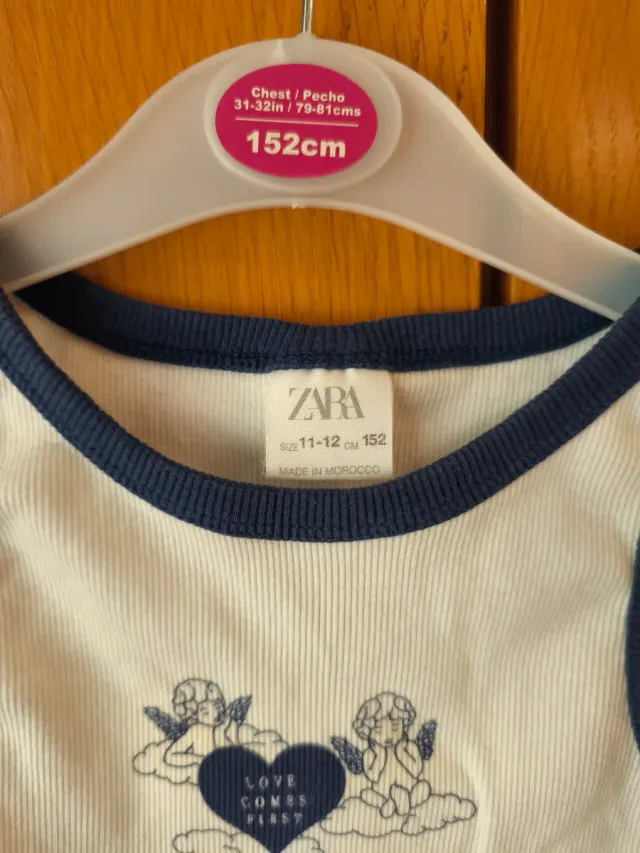 Chest / Pecho
31-32in / 79-81cms
152cm
ZARA
SIZE 11-12 CM 152
MADE IN MOROCCO
LOVE
COMES
FIRST